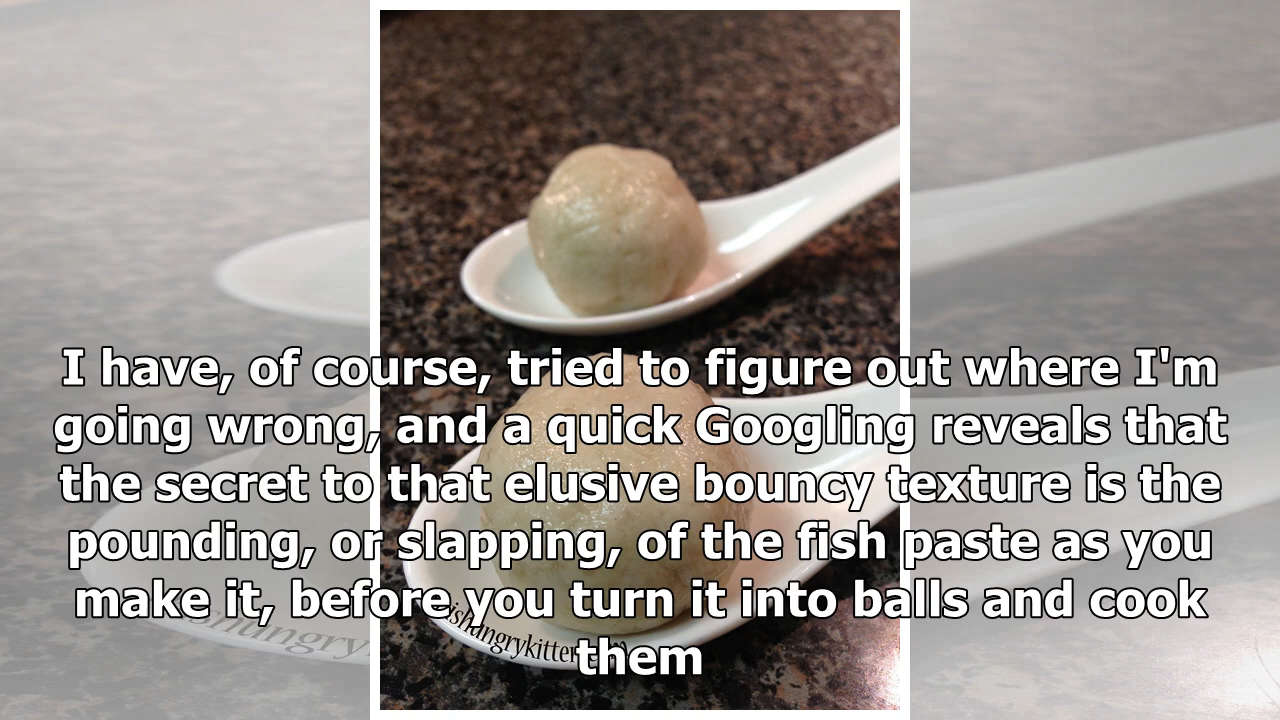 I have, of course, tried to figure out where I'm
going wrong, and a quick Googling reveals that
the secret to that elusive bouncy texture is the
pounding, or slapping, of the fish paste as you
make it, before you turn it into balls and cook
them